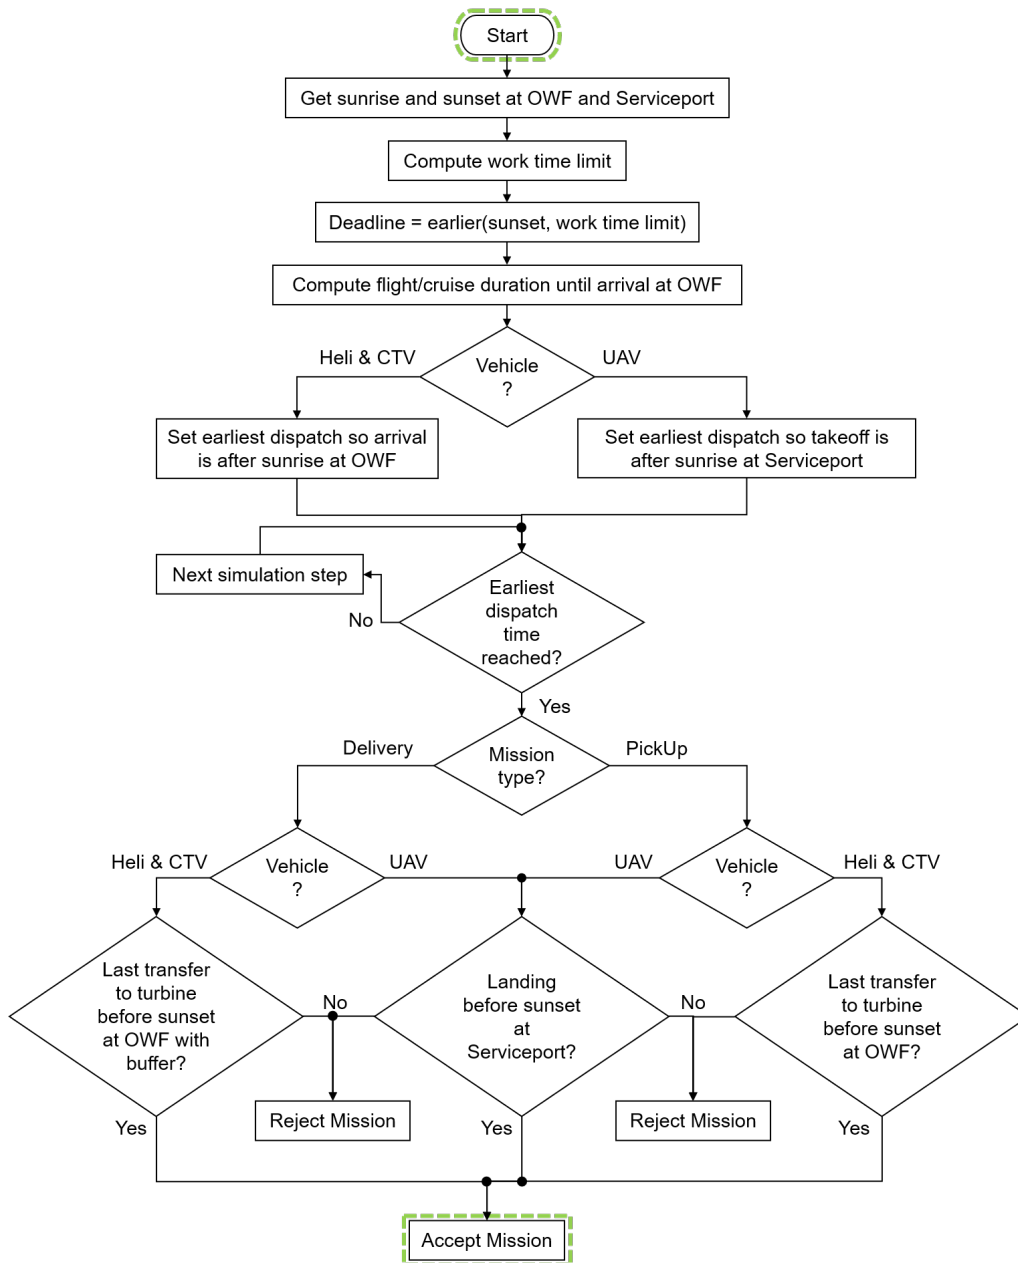 Start
Get sunrise and sunset at OWF and Serviceport
Compute work time limit
Deadline = earlier(sunset, work time limit)
Compute flight/cruise duration until arrival at OWF
Heli & CTV
Vehicle
?
UAV
Set earliest dispatch so arrival
is after sunrise at OWF
Set earliest dispatch so takeoff is
after sunrise at Serviceport
Next simulation step
Earliest
dispatch
time
reached?
No
Yes
Delivery
Mission
type?
PickUp
Heli & CTV
Vehicle
?
UAV
UAV
Vehicle
?
Heli & CTV
Last transfer
to turbine
before sunset
at OWF with
buffer?
No
Landing
before sunset
at
Serviceport?
No
Last transfer
to turbine
before sunset
at OWF?
Reject Mission
Reject Mission
Yes
Yes
Yes
Accept Mission